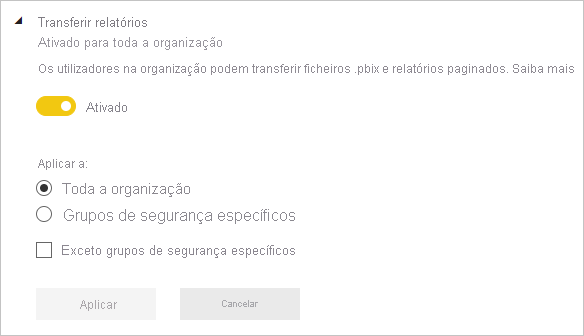 Transferir relatórios
Ativado para toda a organização
Os utilizadores na organização podem transferir ficheiros .pbix e relatórios paginados. Saiba mais
Ativado
Aplicar a:
Toda a organização
Grupos de segurança específicos
Exceto grupos de segurança específicos
Aplicar
Cancelar